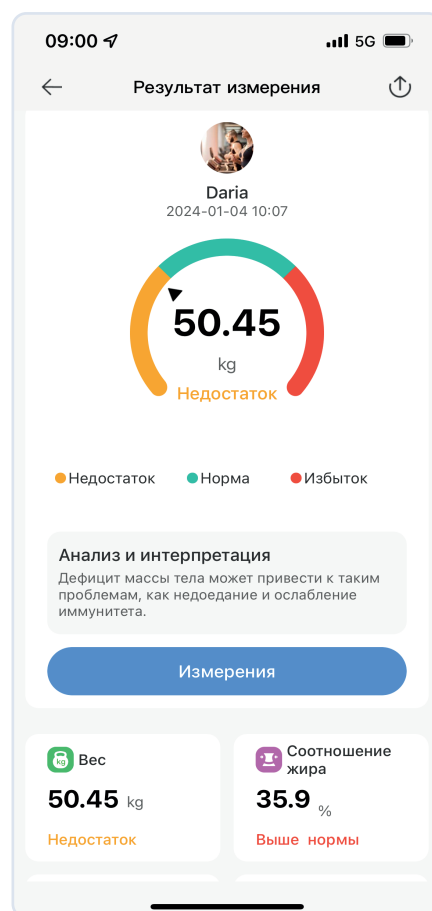 09:00 5G
Результат измерения
Daria
2024-01-04 10:07
50.45
kg
Недостаток
Недостаток Норма Избыток
Анализ и интерпретация
Дефицит массы тела может привести к таким
проблемам, как недоедание и ослабление
иммунитета.
Измерения
kg Вес
50.45 kg
Недостаток
Соотношение
жира
35.9 %
Выше нормы